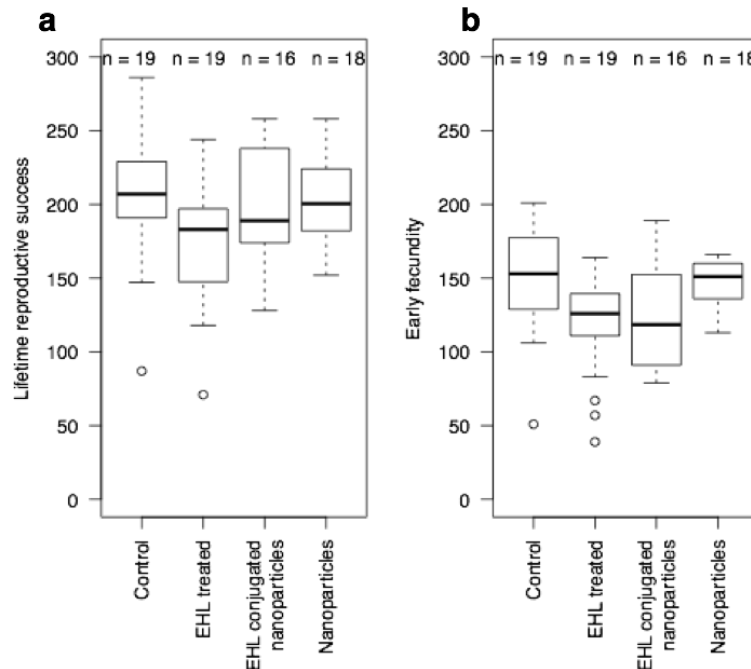 a
b
n = 19 n = 19 n = 16 n = 18
n = 19 n = 19 n = 16 n = 18
300
250
200
150
100
50
0
Lifetime reproductive success
Control
EHL treated
EHL conjugated
nanoparticles
Nanoparticles
300
250
200
150
100
50
0
Early fecundity
Control
EHL treated
EHL conjugated
nanoparticles
Nanoparticles